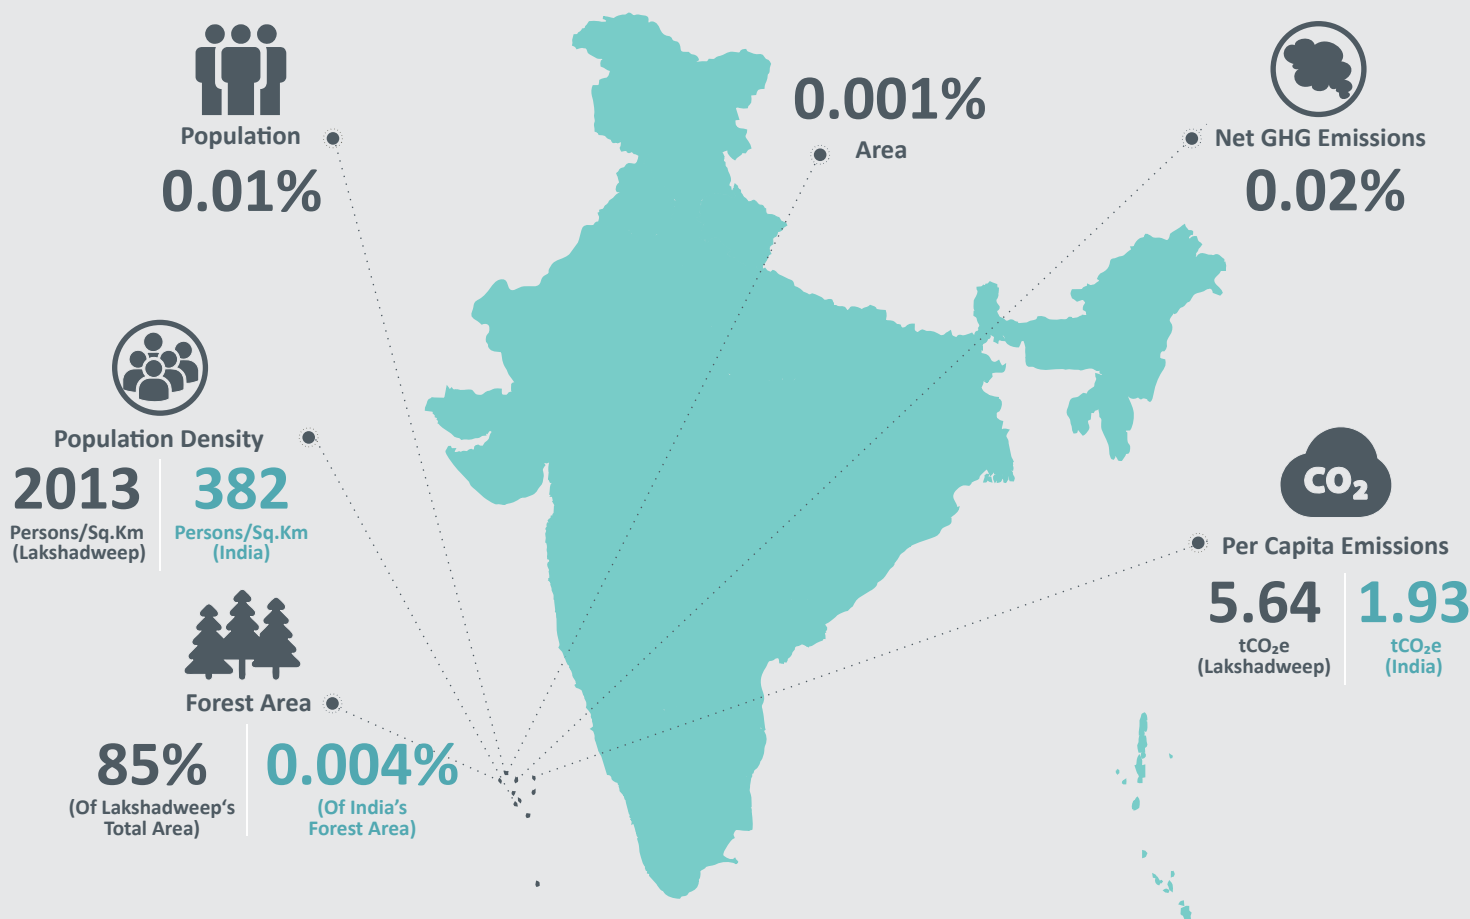 Population
0.01%
0.001%
Area
Net GHG Emissions
0.02%
Population Density
2013
Persons/Sq.Km
(Lakshadweep)
382
Persons/Sq.Km
(India)
CO₂
Per Capita Emissions
5.64
tCO₂e
(Lakshadweep)
1.93
tCO₂e
(India)
Forest Area
85%
(Of Lakshadweep‘s
Total Area)
0.004%
(Of India’s
Forest Area)